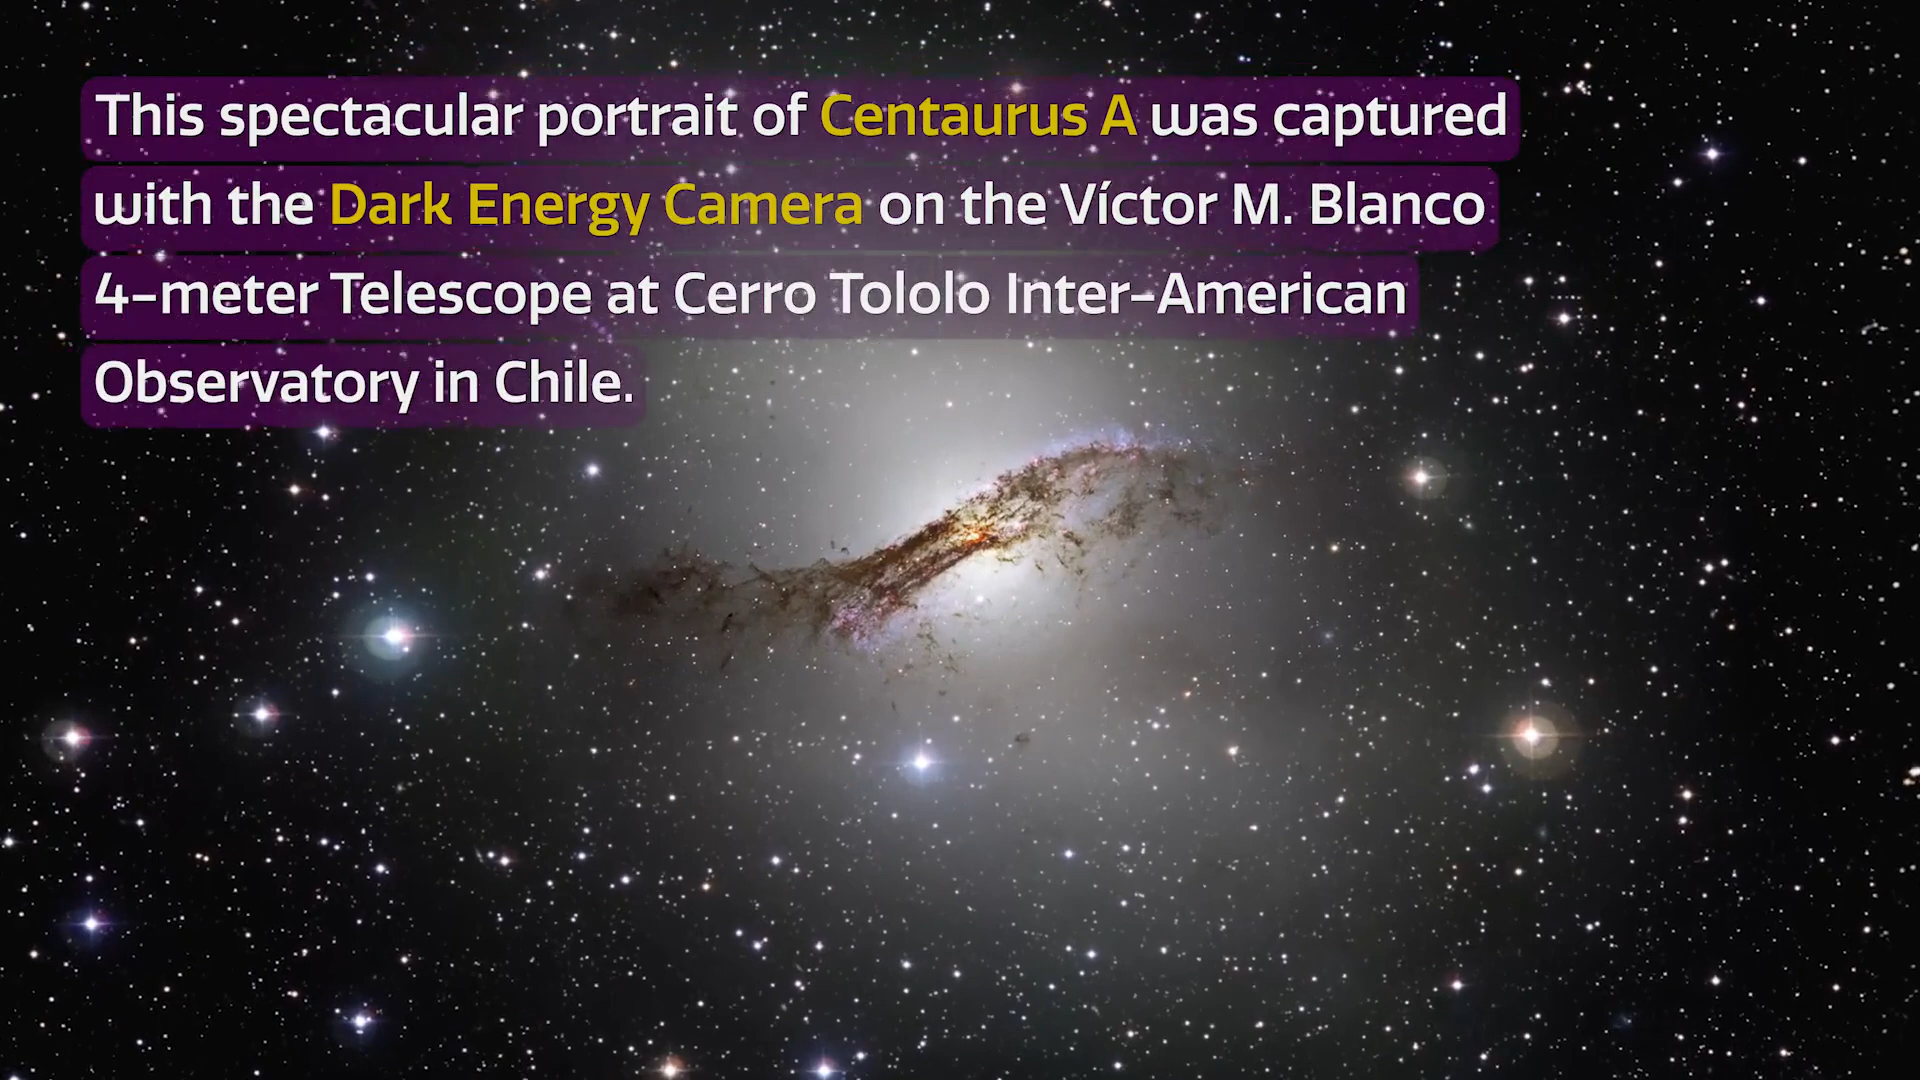 This spectacular portrait of Centaurus A was captured
with the Dark Energy Camera on the Víctor M. Blanco
4-meter Telescope at Cerro Tololo Inter-American
Observatory in Chile.